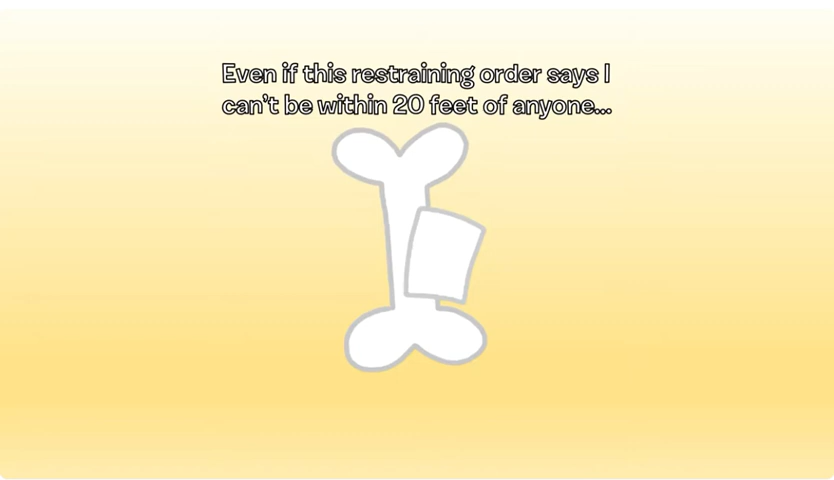 Even if this restraining order says I
can't be within 20 feet of anyone...